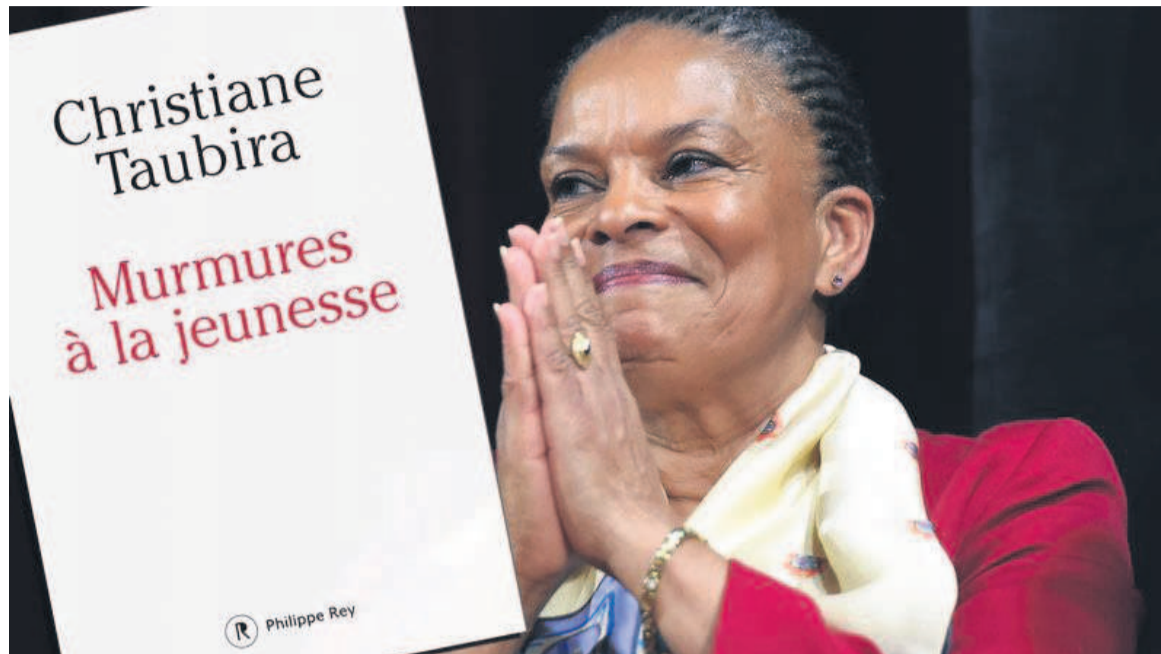 Christiane
Taubira
Murmures
à la jeunesse
R Philippe Rey